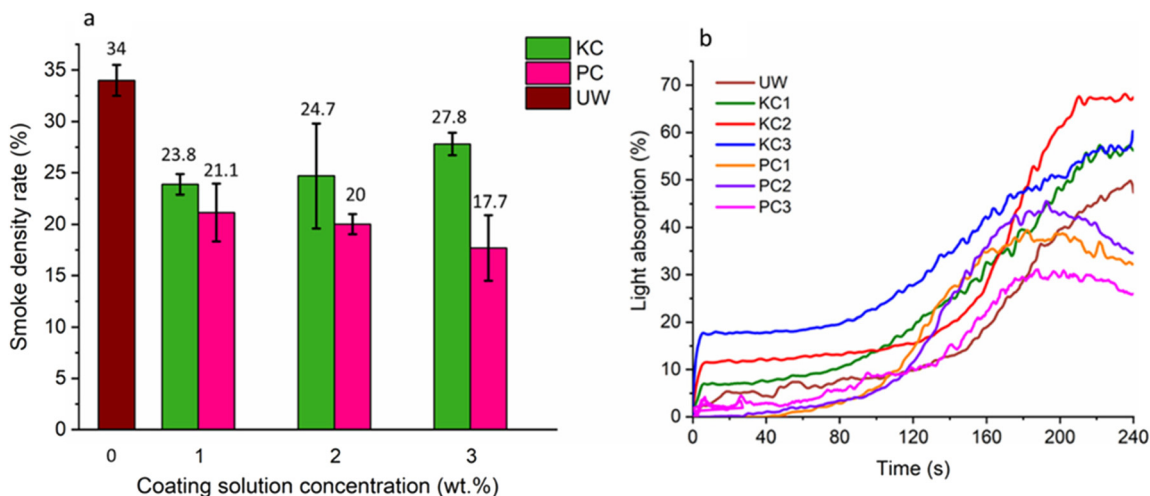 a
34
23.8
21.1
24.7
20
27.8
17.7
KC
PC
UW
35
30
25
20
15
10
5
0
0 1 2 3
Smoke density rate (%)
Coating solution concentration (wt.%)
b
UW
KC1
KC2
KC3
PC1
PC2
PC3
70
60
50
40
30
20
10
0
0 40 80 120 160 200 240
Light absorption (%)
Time (s)